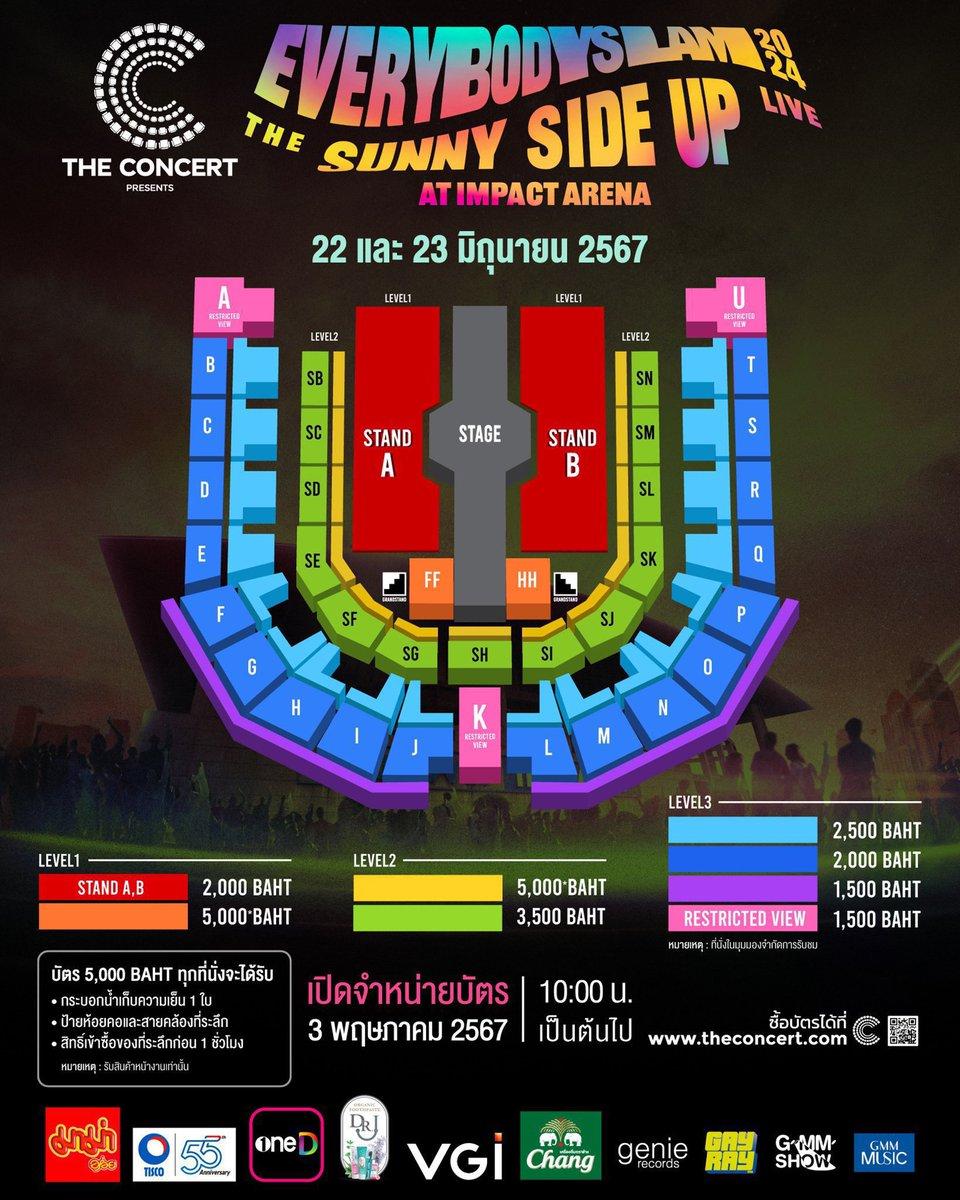 EVERYBODYSLAM
2024
LIVE
THE SUNNY SIDE UP
AT IMPACT ARENA
THE CONCERT
PRESENTS
22 และ 23 มิถุนายน 2567
A
RESTRICTED
VIEW
U
RESTRICTED
VIEW
LEVEL1
LEVEL1
LEVEL2
LEVEL2
B
SB
SN
T
C
SC
STAND
A
STAGE
STAND
B
SM
S
D
SD
SL
R
E
SE
SK
Q
FF
HH
GRANDSTAND
GRANDSTAND
F
SF
SJ
P
G
SG
SH
SI
O
H
N
I
J
K
RESTRICTED
VIEW
L
M
LEVEL1
STAND A,B 2,000 BAHT
5,000*BAHT
LEVEL2
5,000*BAHT
3,500 BAHT
LEVEL3
2,500 BAHT
2,000 BAHT
1,500 BAHT
RESTRICTED VIEW 1,500 BAHT
หมายเหตุ : ที่นั่งในมุมมองจำกัดการรับชม
บัตร 5,000 BAHT ทุกที่นั่งจะได้รับ
• กระบอกน้ำเก็บความเย็น 1 ใบ
• ป้ายห้อยคอและสายคล้องที่ระลึก
• สิทธิ์เข้าซื้อของที่ระลึกก่อน 1 ชั่วโมง
หมายเหตุ : รับสินค้าหน้างานเท่านั้น
เปิดจำหน่ายบัตร
3 พฤษภาคม 2567
10:00 น.
เป็นต้นไป
ซื้อบัตรได้ที่
www.theconcert.com
มาม่า
TISCO
55th
Anniversary
oneD
ORGANIC
TOOTHPASTE
DR.J
VGI
Chang
genie
records
GAY
RAY
GMM
SHOW
GMM
MUSIC